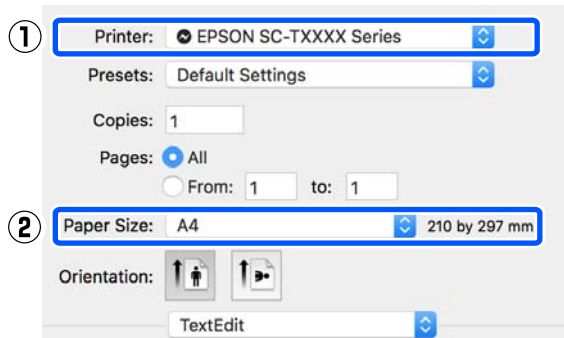 ① Printer: EPSON SC-TXXXX Series
Presets: Default Settings
Copies: 1
Pages: All
From: 1 to: 1
② Paper Size: A4 210 by 297 mm
Orientation:
TextEdit